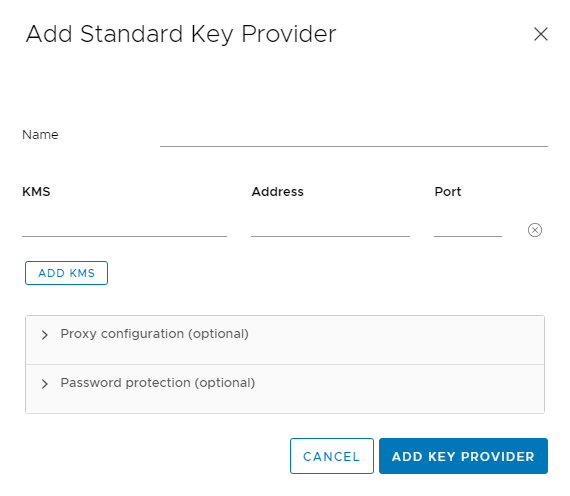 Add Standard Key Provider
Name
KMS Address Port
ADD KMS
Proxy configuration (optional)
Password protection (optional)
CANCEL ADD KEY PROVIDER